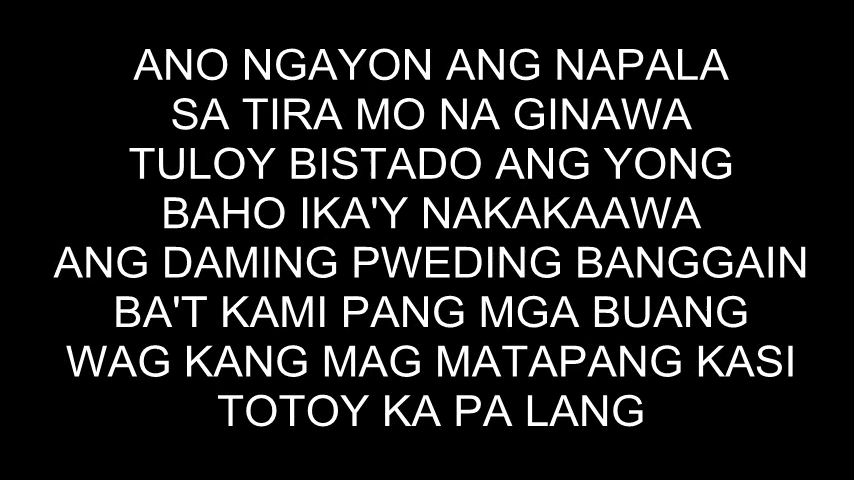 ANO NGAYON ANG NAPALA
SA TIRA MO NA GINAWA
TULOY BISTADO ANG YONG
BAHO IKA'Y NAKAKAAWA
ANG DAMING PWEDING BANGGAIN
BA'T KAMI PANG MGA BUANG
WAG KANG MAG MATAPANG KASI
TOTOY KA PA LANG